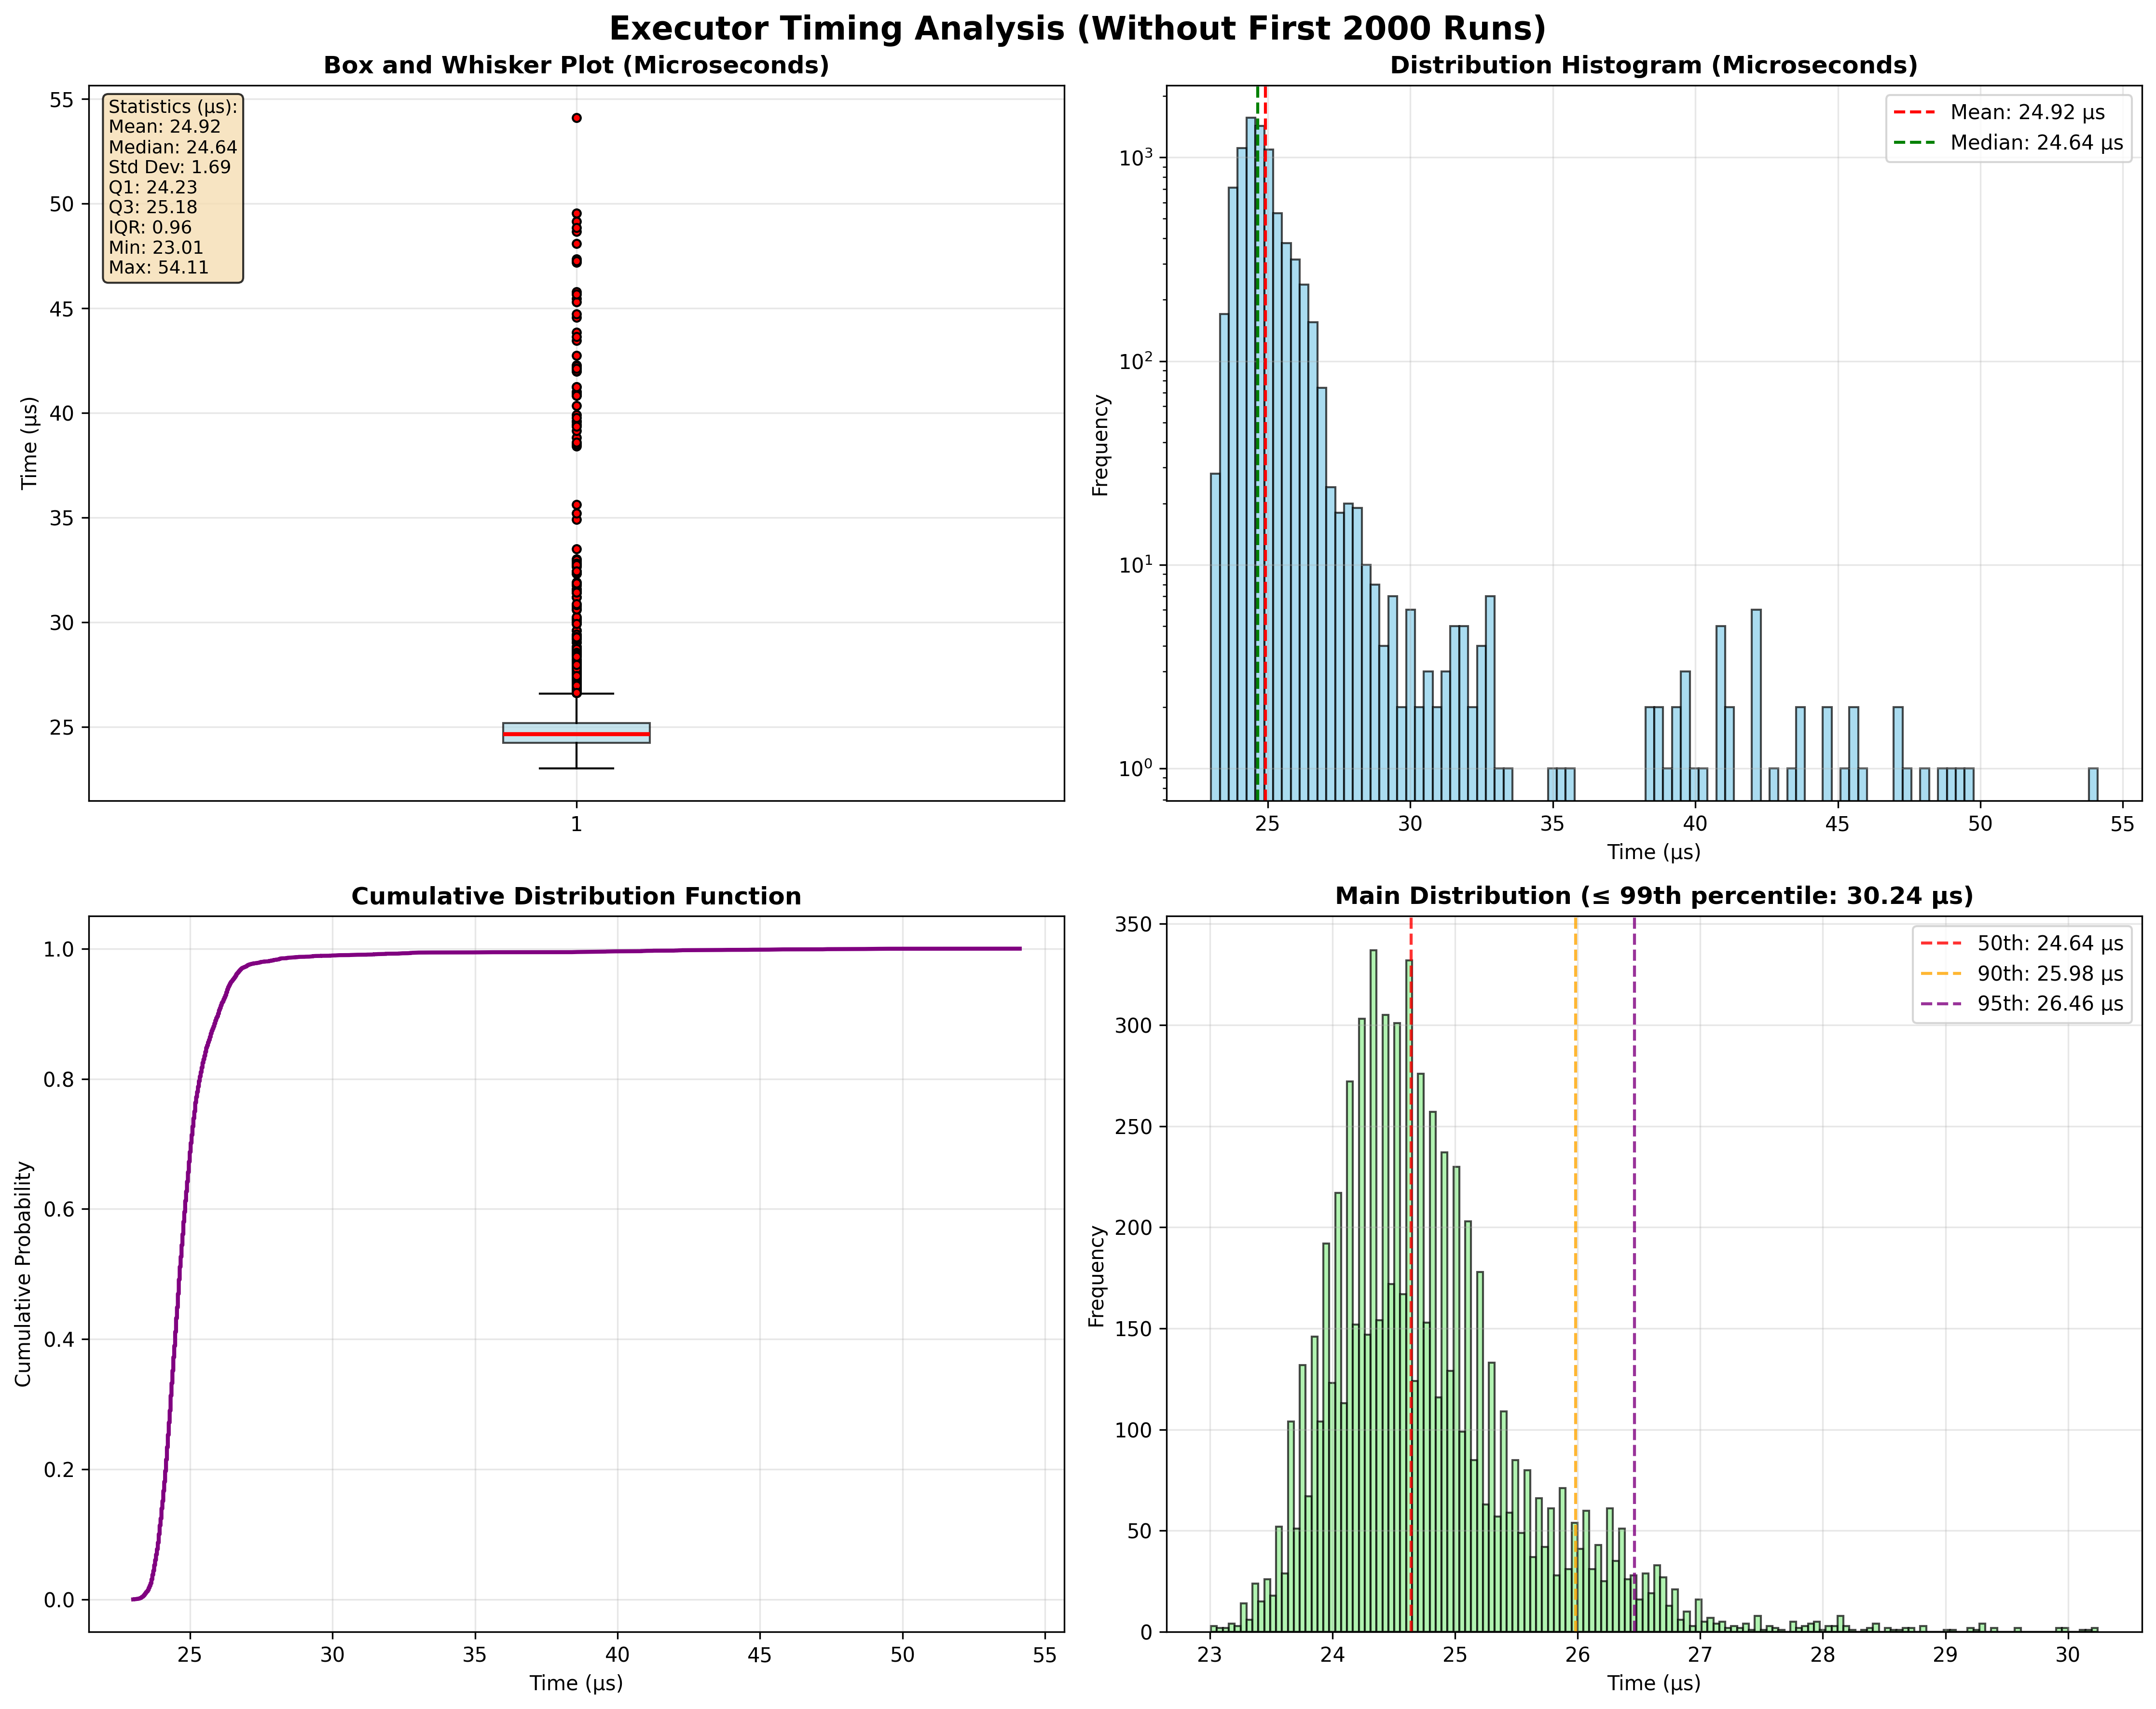 Executor Timing Analysis (Without First 2000 Runs)
Box and Whisker Plot (Microseconds)
Statistics (µs):
Mean: 24.92
Median: 24.64
Std Dev: 1.69
Q1: 24.23
Q3: 25.18
IQR: 0.96
Min: 23.01
Max: 54.11
Time (µs)
55
50
45
40
35
30
25
1
Distribution Histogram (Microseconds)
Mean: 24.92 µs
Median: 24.64 µs
Frequency
10³
10²
10¹
10⁰
25 30 35 40 45 50 55
Time (µs)
Cumulative Distribution Function
Cumulative Probability
1.0
0.8
0.6
0.4
0.2
0.0
25 30 35 40 45 50 55
Time (µs)
Main Distribution (≤ 99th percentile: 30.24 µs)
50th: 24.64 µs
90th: 25.98 µs
95th: 26.46 µs
Frequency
350
300
250
200
150
100
50
0
23 24 25 26 27 28 29 30
Time (µs)